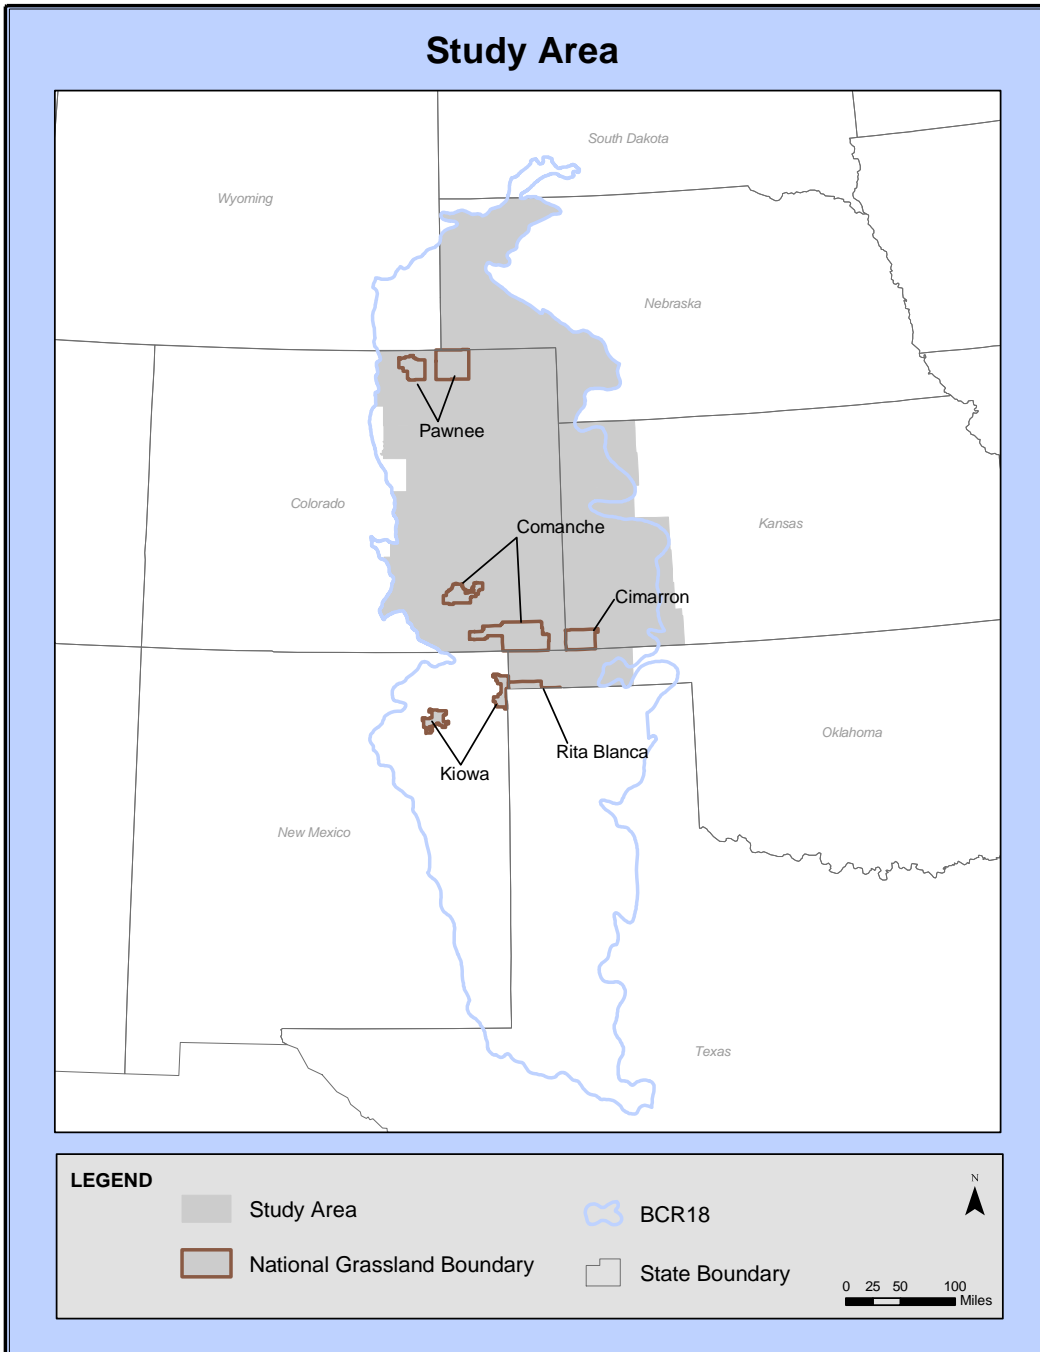 Study Area
South Dakota
Wyoming
Nebraska
Pawnee
Colorado
Comanche
Kansas
Cimarron
Rita Blanca
Oklahoma
Kiowa
New Mexico
Texas
LEGEND
Study Area
BCR18
National Grassland Boundary
State Boundary
N
0 25 50 100
Miles